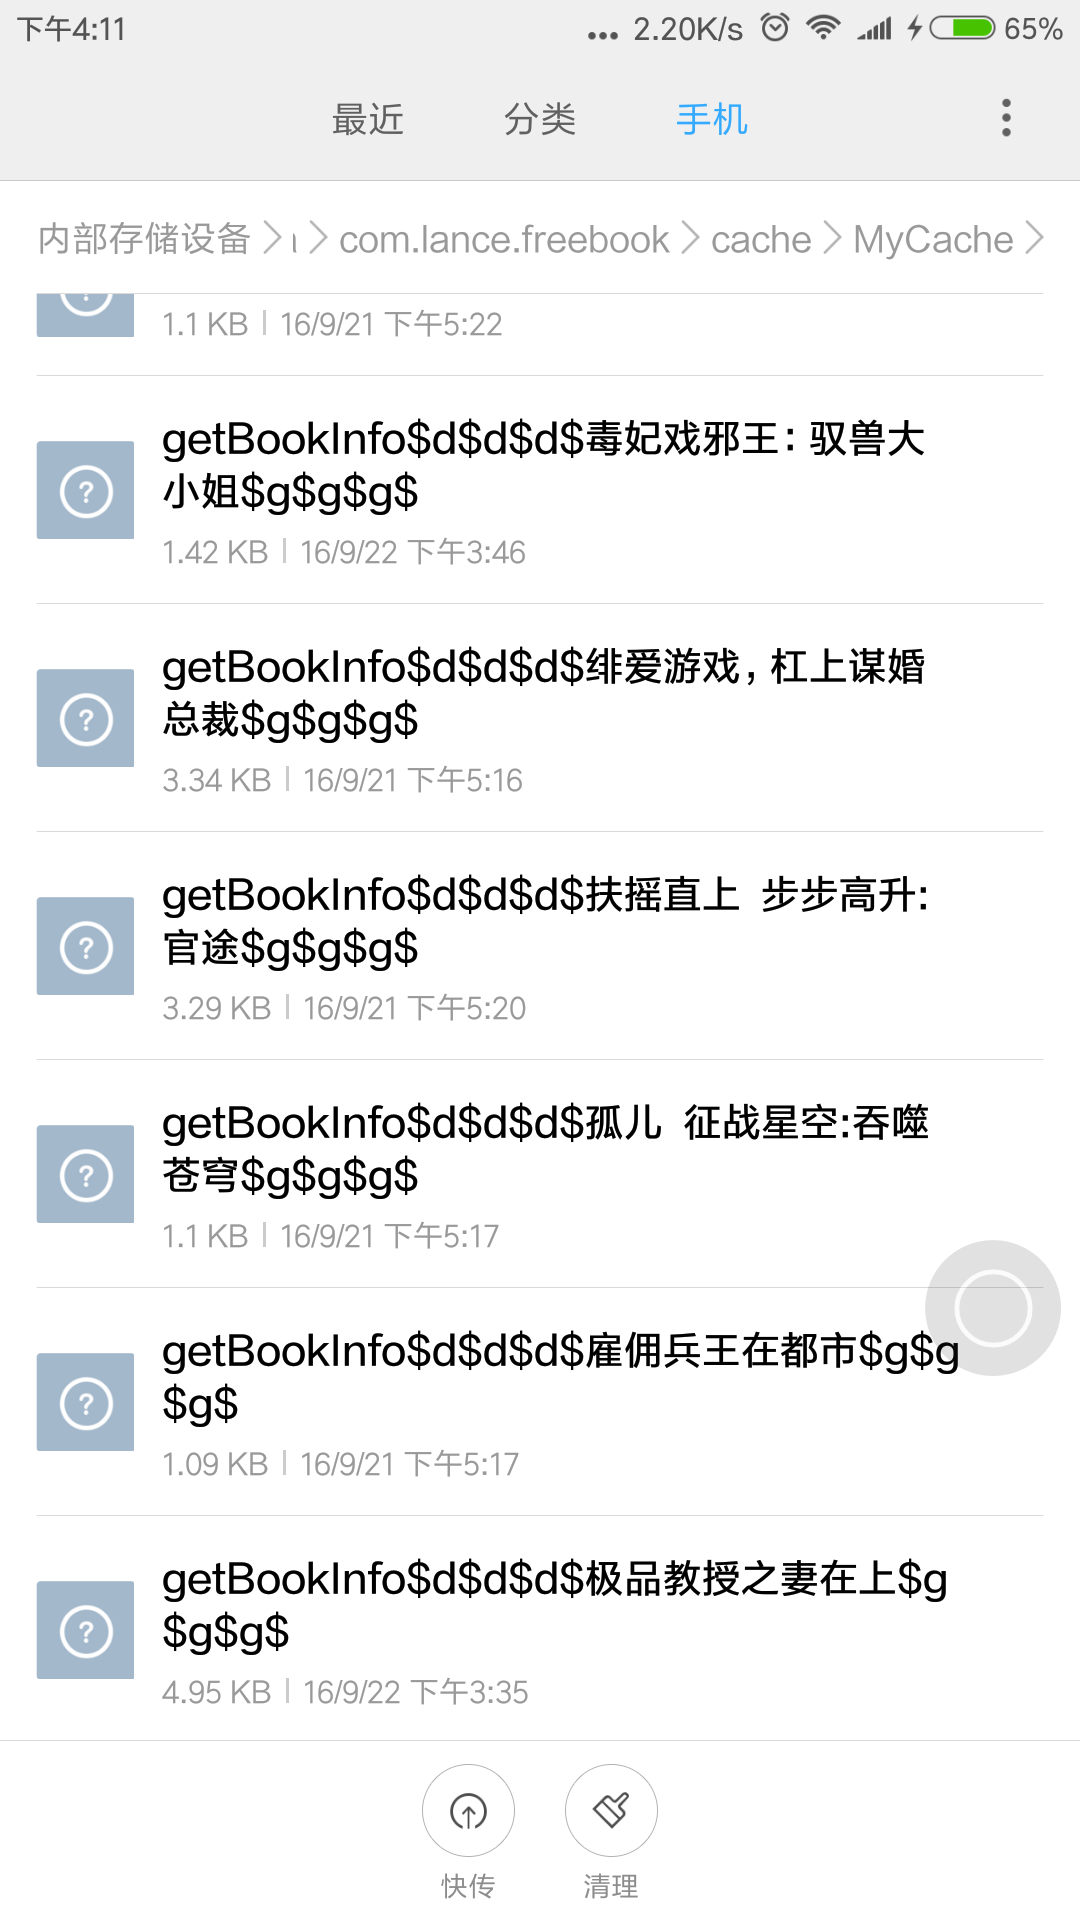 下午4:11 ... 2.20K/s 65%
最近 分类 手机
内部存储设备 com.lance.freebook cache MyCache
1.1 KB 16/9/21 下午5:22
getBookInfo$d$d$d$毒妃戏邪王：驭兽大
小姐$g$g$g$
1.42 KB 16/9/22 下午3:46
getBookInfo$d$d$d$绯爱游戏，杠上谋婚
总裁$g$g$g$
3.34 KB 16/9/21 下午5:16
getBookInfo$d$d$d$扶摇直上 步步高升:
官途$g$g$g$
3.29 KB 16/9/21 下午5:20
getBookInfo$d$d$d$孤儿 征战星空:吞噬
苍穹$g$g$g$
1.1 KB 16/9/21 下午5:17
getBookInfo$d$d$d$雇佣兵王在都市$g$g
$g$
1.09 KB 16/9/21 下午5:17
getBookInfo$d$d$d$极品教授之妻在上$g
$g$g$
4.95 KB 16/9/22 下午3:35
快传 清理